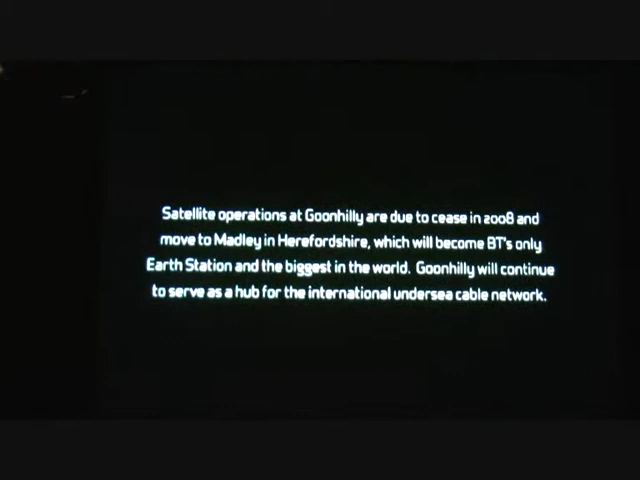 Satellite operations at Goonhilly are due to cease in 2008 and
move to Madley in Herefordshire, which will become BT's only
Earth Station and the biggest in the world. Goonhilly will continue
to serve as a hub for the international undersea cable network.